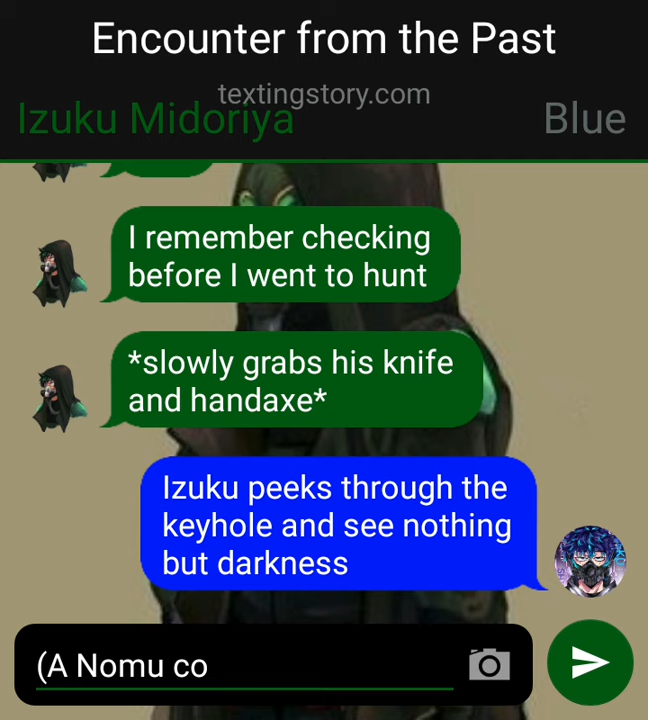 Encounter from the Past
textingstory.com
Izuku Midoriya
Blue
I remember checking
before I went to hunt
*slowly grabs his knife
and handaxe*
Izuku peeks through the
keyhole and see nothing
but darkness
(A Nomu co